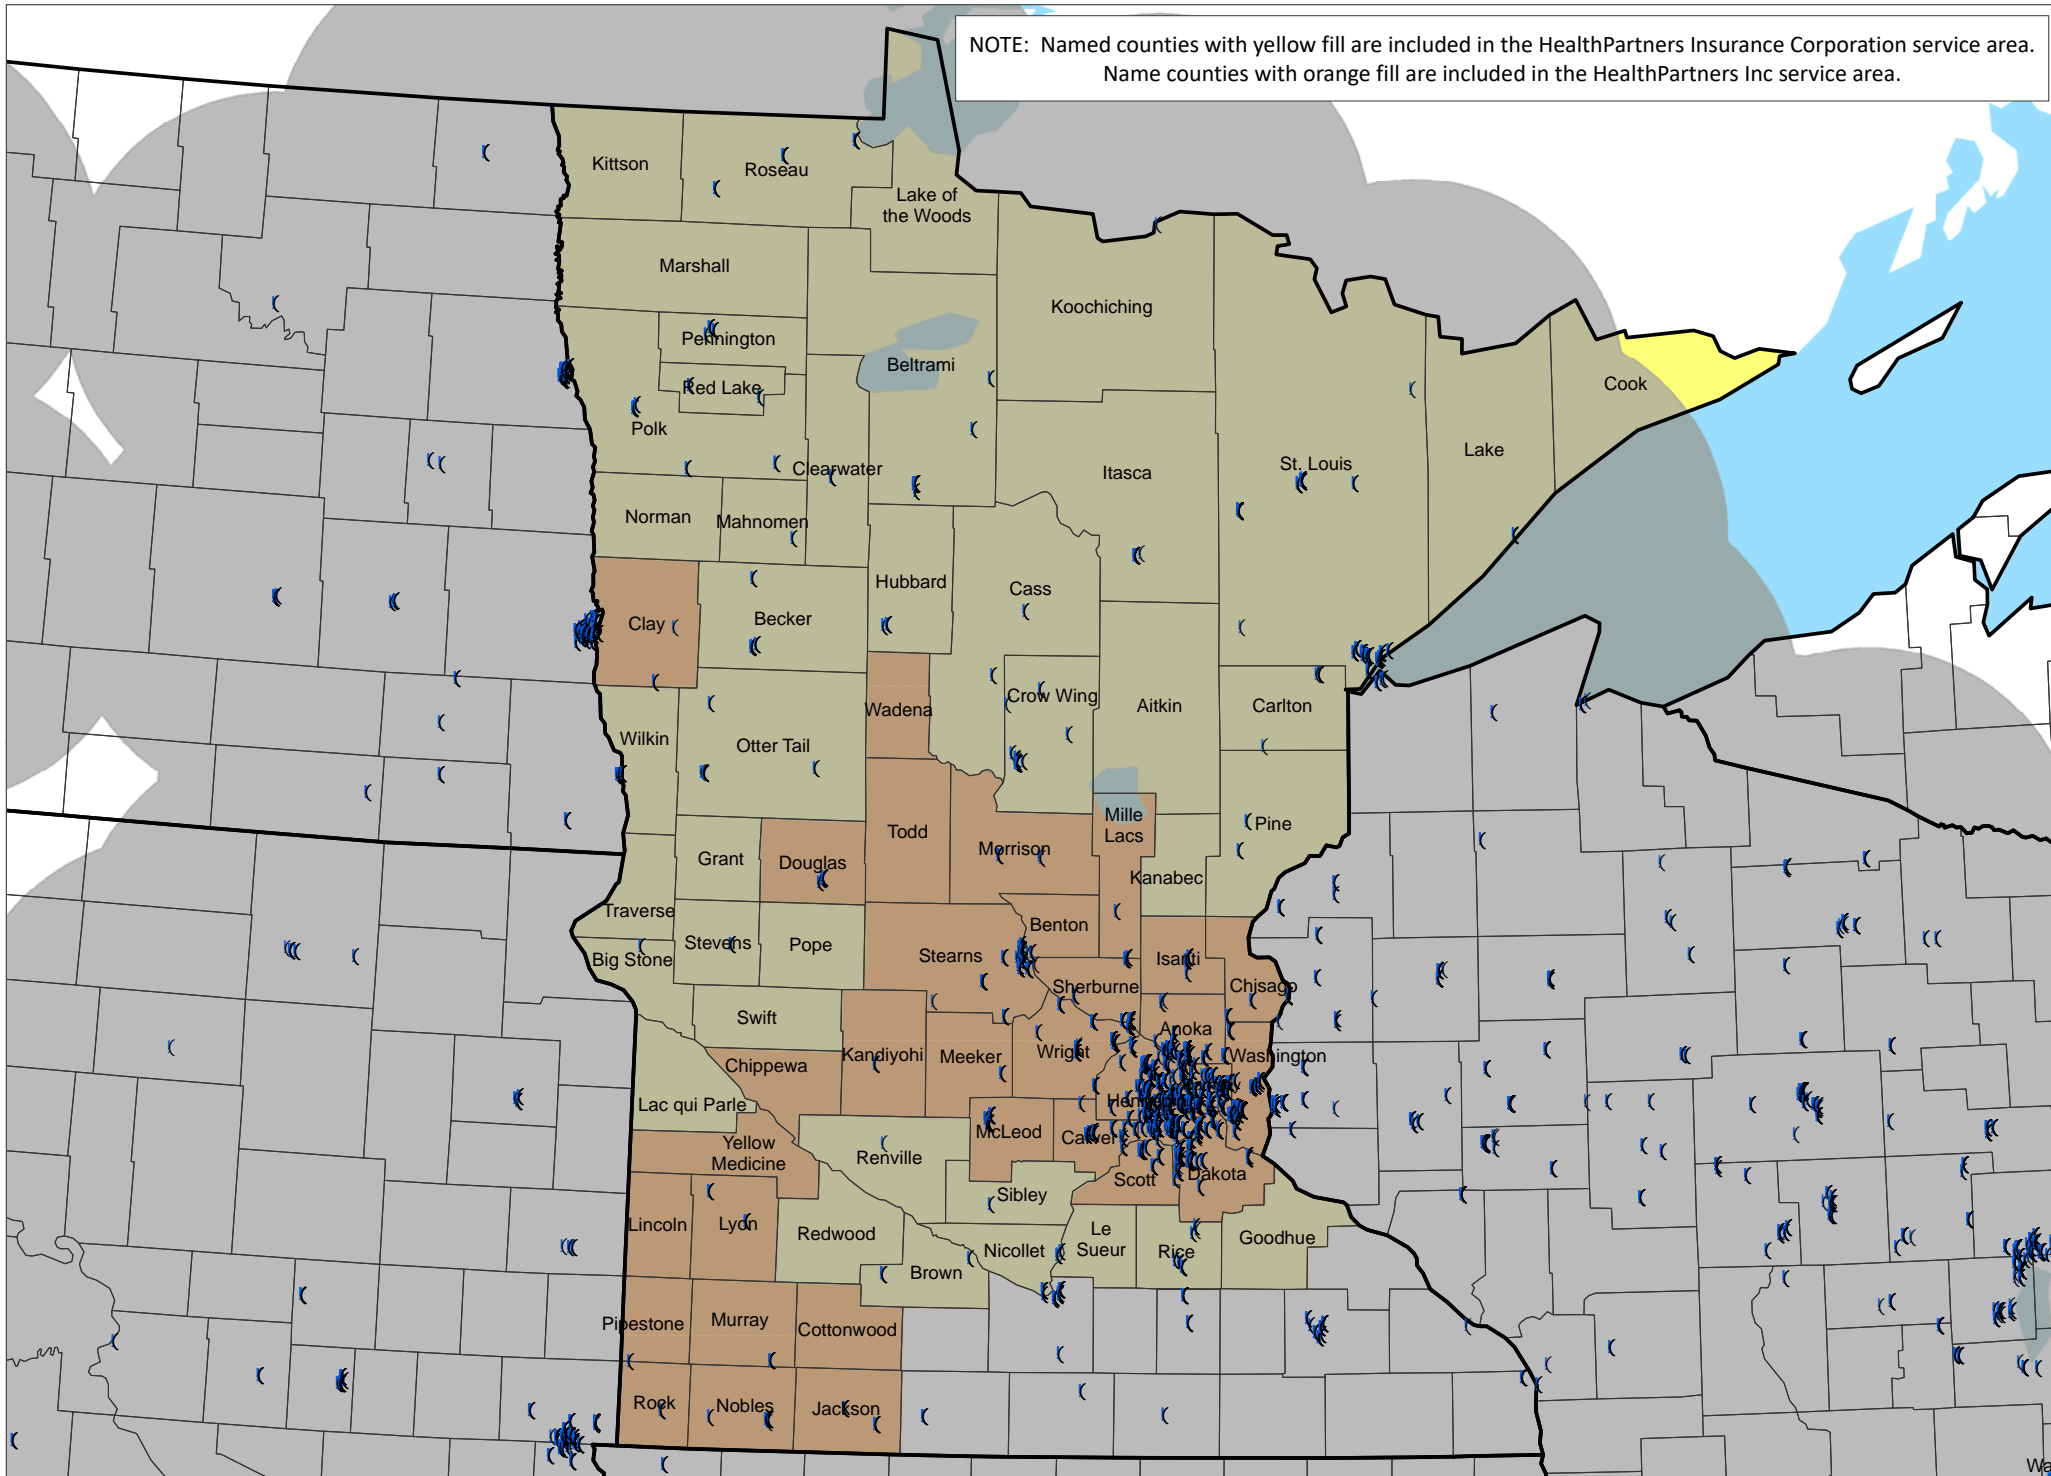 NOTE:  Named counties with yellow fill are included in the HealthPartners Insurance Corporation service area.
Name counties with orange fill are included in the HealthPartners Inc service area.
Kittson
Roseau
Lake of
the Woods
Marshall
Koochiching
Pennington
Beltrami
Red Lake
Cook
Polk
Lake
Clearwater
Itasca
St. Louis
Norman
Mahnomen
Hubbard
Cass
Clay
Becker
Wadena
Crow Wing
Aitkin
Carlton
Wilkin
Otter Tail
Mille
Lacs
Todd
Pine
Morrison
Grant
Douglas
Kanabec
Traverse
Benton
Stevens
Pope
Stearns
Big Stone
Isanti
Sherburne
Chisago
Swift
Anoka
Kandiyohi
Meeker
Wright
Washington
Chippewa
Lac qui Parle
Hennepin
McLeod
Carver
Yellow
Medicine
Renville
Scott
Dakota
Sibley
Lincoln
Lyon
Redwood
Nicollet
Le
Sueur
Rice
Goodhue
Brown
Pipestone
Murray
Cottonwood
Rock
Nobles
Jackson
Wa